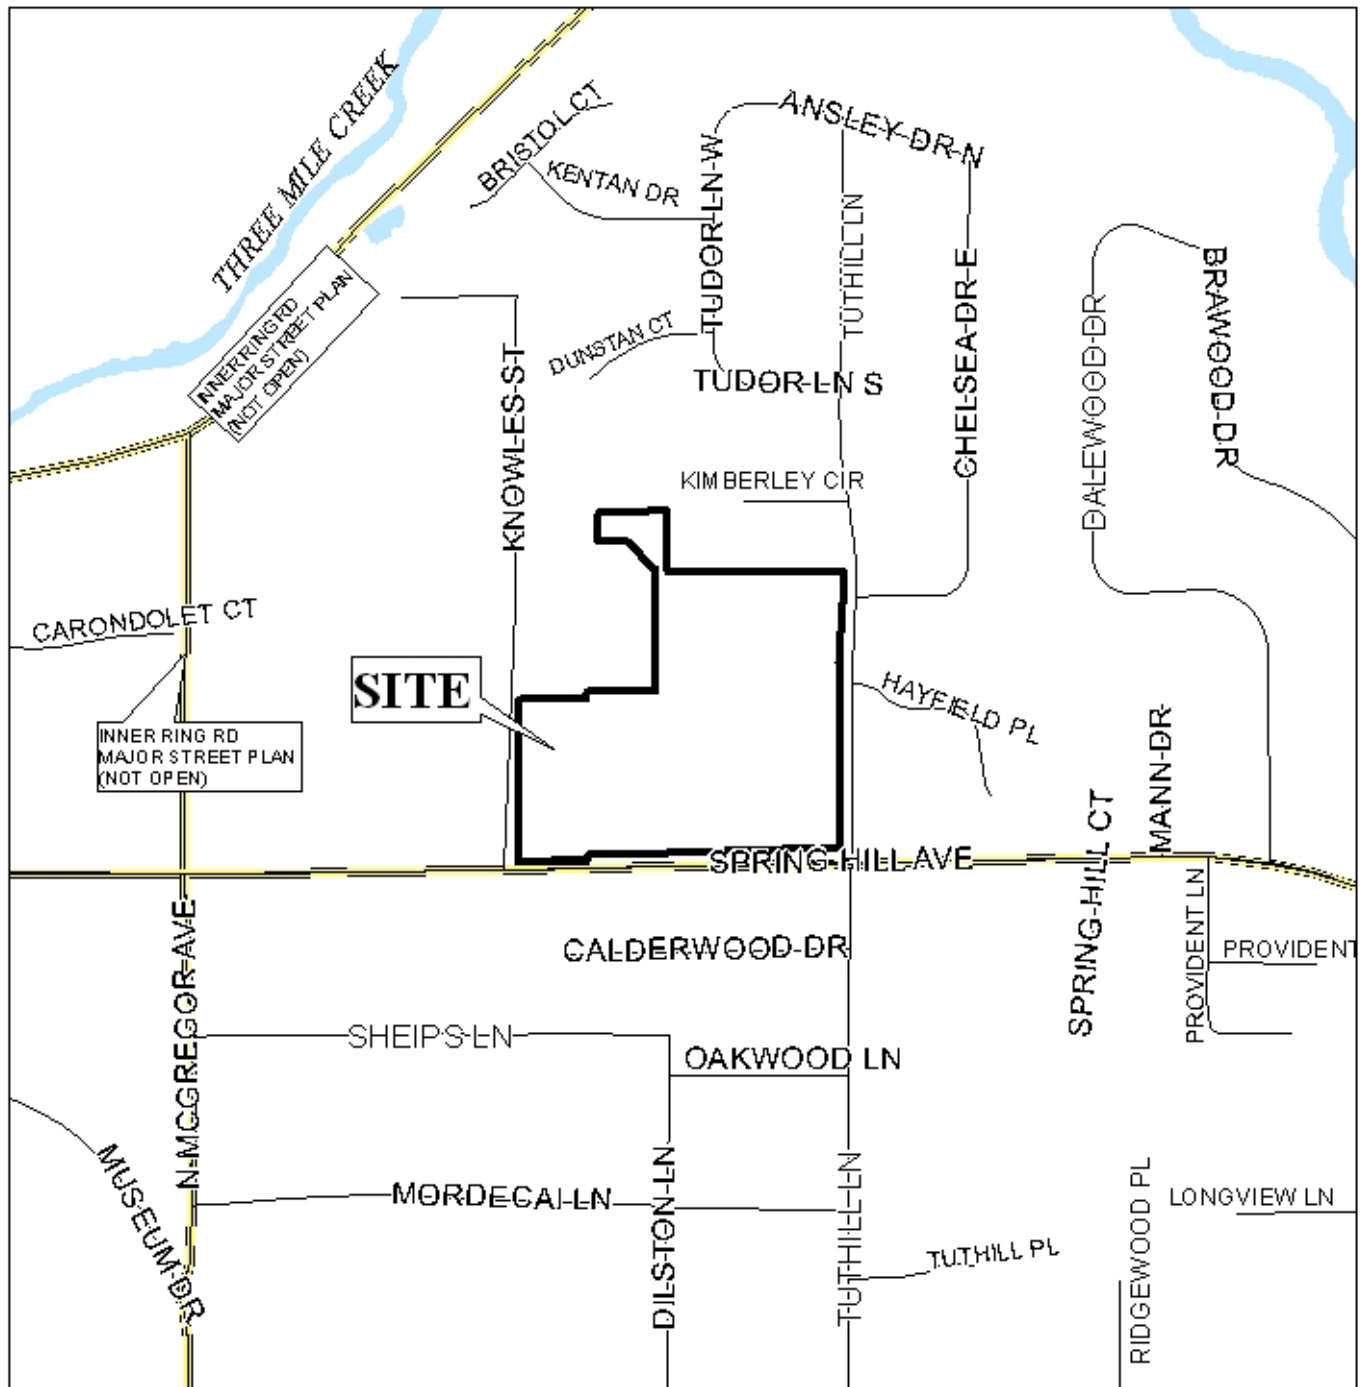 THREE MILE CREEK
BRISTOL CT
KENTAN DR
ANSLEY DR N
TUDOR LN W
TUTHILL LN
CHELSEA DR E
BRAWOOD DR
DALEWOOD DR
INNER RING RD
MAJOR STREET PLAN
(NOT OPEN)
DUNSTAN CT
TUDOR LN S
KNOWLES ST
KIMBERLEY CIR
CARONDOLET CT
SITE
HAYFIELD PL
INNER RING RD
MAJOR STREET PLAN
(NOT OPEN)
MANN DR
SPRING HILL CT
SPRING HILL AVE
N MCGREGOR AVE
CALDERWOOD DR
PROVIDENT LN
PROVIDENT
SHEIPS LN
OAKWOOD LN
MUSEUM DR
MORDECAI LN
DILSTON LN
TUTHILL LN
TUTHILL PL
RIDGEWOOD PL
LONGVIEW LN